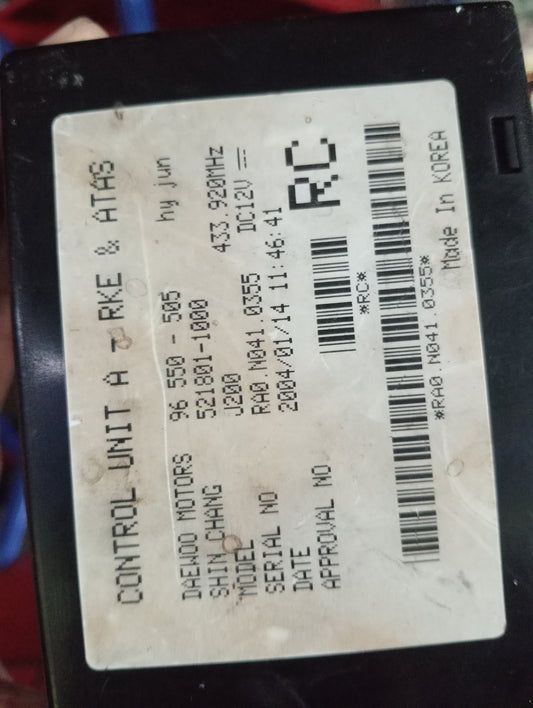 CONTROL UNIT A - RKE & ATAS
DAEWOO MOTORS 96 550 - 505 hy jun
SHIN CHANG 521801-1000
MODEL J200 433.920MHz
SERIAL NO RA0.N041.0355 DC12V
DATE 2004/01/14 11:46:41
APPROVAL NO
RC
*RC*
*RA0.N041.0355*
Made In KOREA